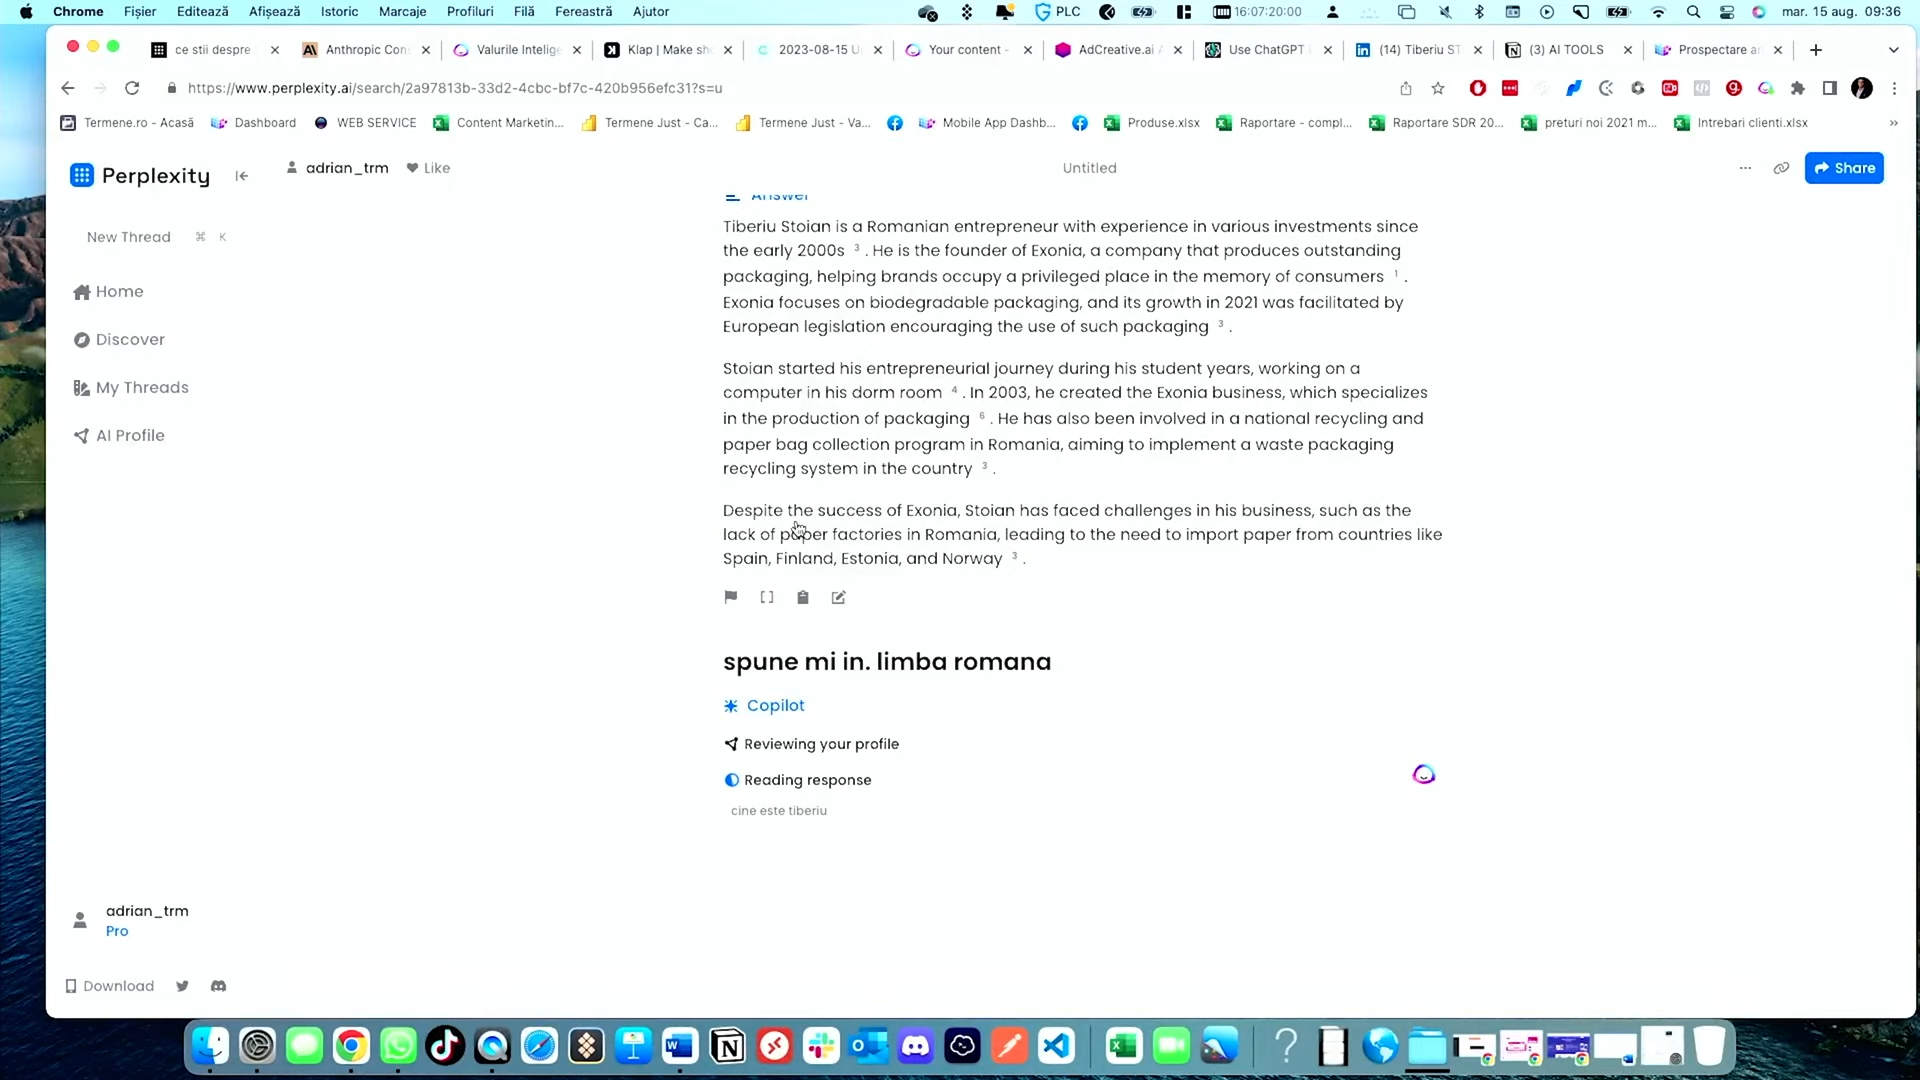 Chrome Fișier Editează Afișează Istoric Marcaje Profiluri Filă Fereastră Ajutor PLC 16:07:20:00 mar. 15 aug. 09:36
ce stii despre Anthropic Con Valurile Intelige Klap | Make sh 2023-08-15 U Your content - AdCreative.ai Use ChatGPT (14) Tiberiu ST (3) AI TOOLS Prospectare a
https://www.perplexity.ai/search/2a97813b-33d2-4cbc-bf7c-420b956efc31?s=u
Termene.ro - Acasă Dashboard WEB SERVICE Content Marketin... Termene Just - Ca... Termene Just - Va... Mobile App Dashb... Produse.xlsx Raportare - compl... Raportare SDR 20... preturi noi 2021 m... Intrebari clienti.xlsx »
Perplexity
adrian_trm Like Untitled ... Share
New Thread ⌘ K
Home
Discover
My Threads
AI Profile
adrian_trm
Pro
Download
Answer
Tiberiu Stoian is a Romanian entrepreneur with experience in various investments since
the early 2000s 3 . He is the founder of Exonia, a company that produces outstanding
packaging, helping brands occupy a privileged place in the memory of consumers 1 .
Exonia focuses on biodegradable packaging, and its growth in 2021 was facilitated by
European legislation encouraging the use of such packaging 3 .
Stoian started his entrepreneurial journey during his student years, working on a
computer in his dorm room 4 . In 2003, he created the Exonia business, which specializes
in the production of packaging 6 . He has also been involved in a national recycling and
paper bag collection program in Romania, aiming to implement a waste packaging
recycling system in the country 3 .
Despite the success of Exonia, Stoian has faced challenges in his business, such as the
lack of paper factories in Romania, leading to the need to import paper from countries like
Spain, Finland, Estonia, and Norway 3 .
spune mi in. limba romana
Copilot
Reviewing your profile
Reading response
cine este tiberiu